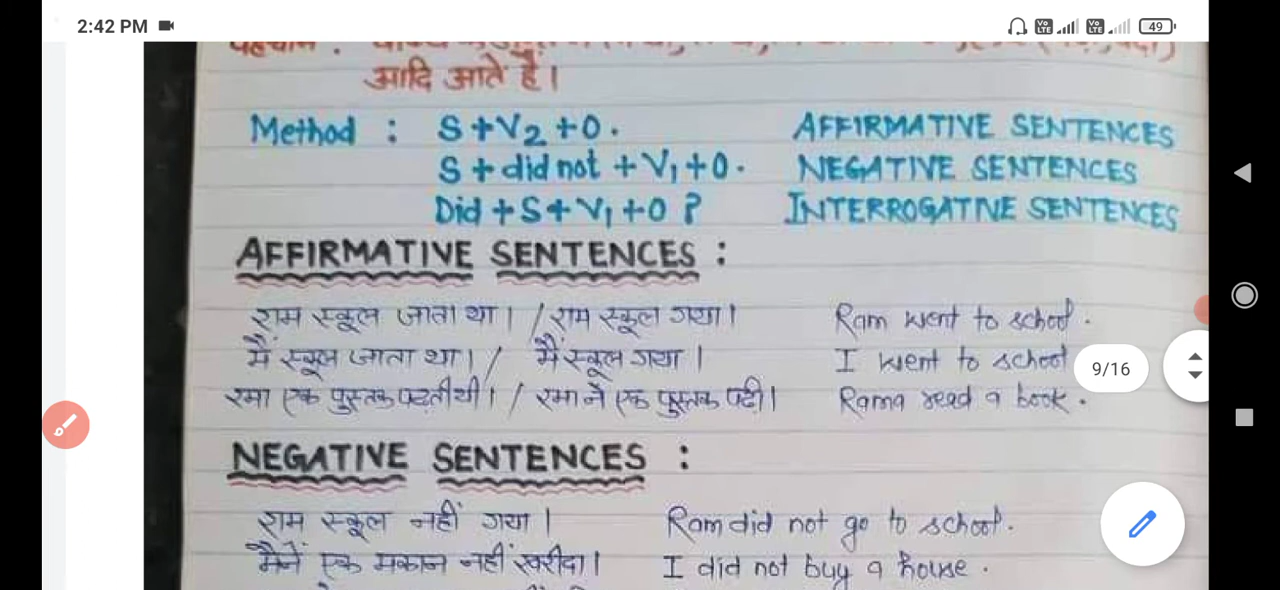 2:42 PM
49
आदि आते हैं।
Method : S + V2 + O. AFFIRMATIVE SENTENCES
S + did not + V1 + O. NEGATIVE SENTENCES
Did + S + V1 + O ? INTERROGATIVE SENTENCES
AFFIRMATIVE SENTENCES :
राम स्कूल जाता था। / राम स्कूल गया। Ram went to school.
मैं स्कूल जाता था। / मैं स्कूल गया। I went to school
9/16
रमा एक पुस्तक पढ़ती थी। / रमा ने एक पुस्तक पढ़ी। Rama read a book.
NEGATIVE SENTENCES :
राम स्कूल नहीं गया। Ram did not go to school.
मैंनें एक मकान नहीं खरीदा। I did not buy a house.